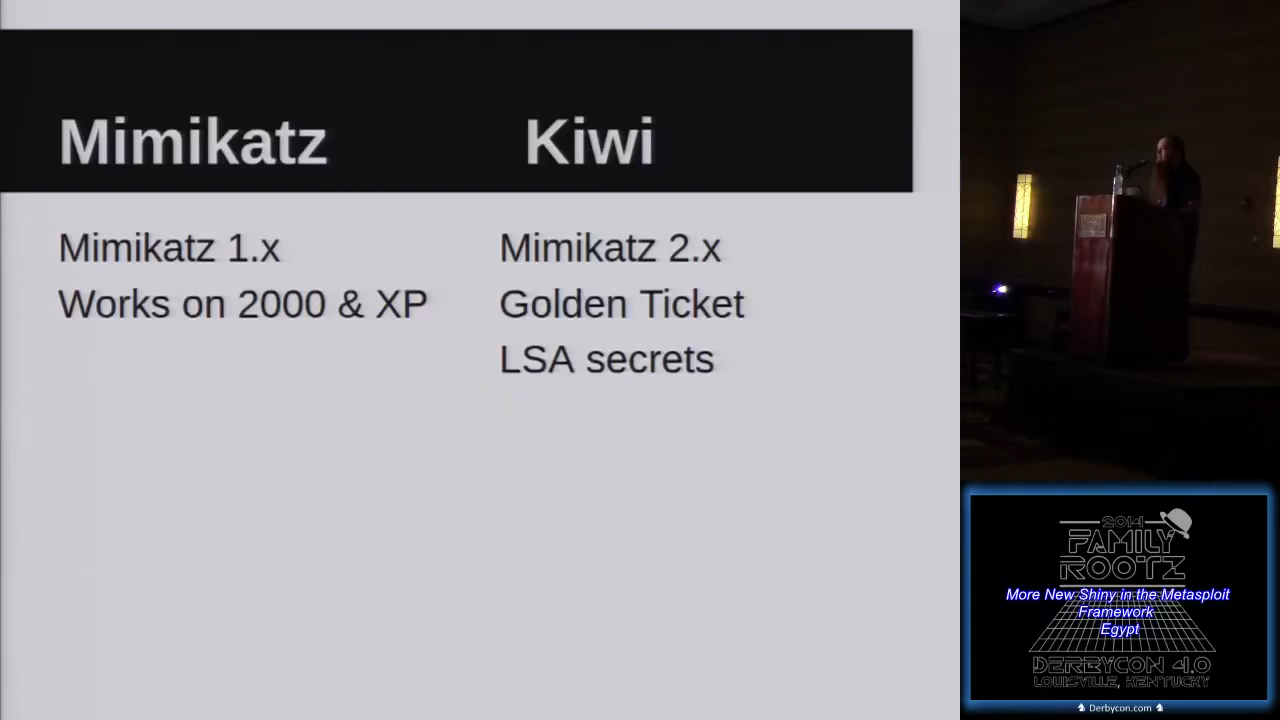 Mimikatz
Kiwi
Mimikatz 1.x
Works on 2000 & XP
Mimikatz 2.x
Golden Ticket
LSA secrets
2014
FAMILY
ROOTZ
More New Shiny in the Metasploit
Framework
Egypt
DERBYCON 4.0
LOUISVILLE, KENTUCKY
Derbycon.com